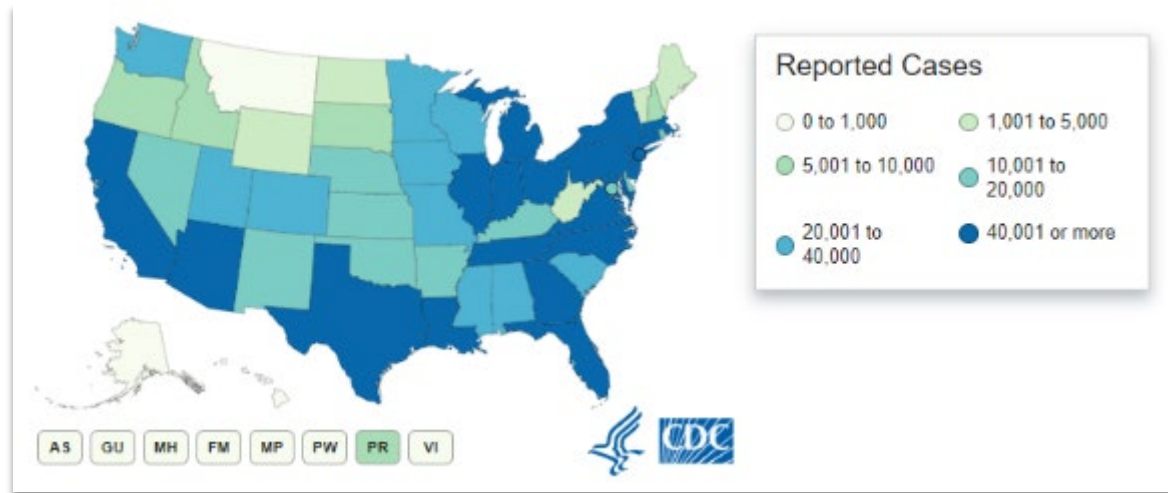 Reported Cases
0 to 1,000
1,001 to 5,000
5,001 to 10,000
10,001 to
20,000
20,001 to
40,000
40,001 or more
AS GU MH FM MP PW PR VI
CDC